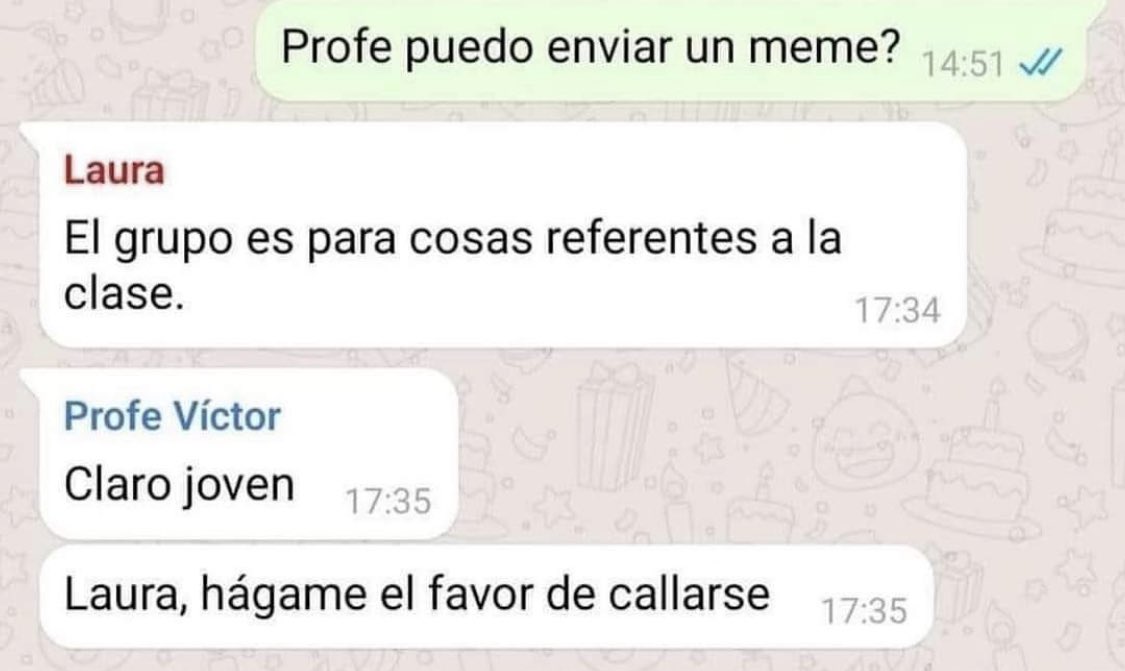 Profe puedo enviar un meme? 14:51
Laura
El grupo es para cosas referentes a la
clase.
17:34
Profe Víctor
Claro joven 17:35
Laura, hágame el favor de callarse 17:35